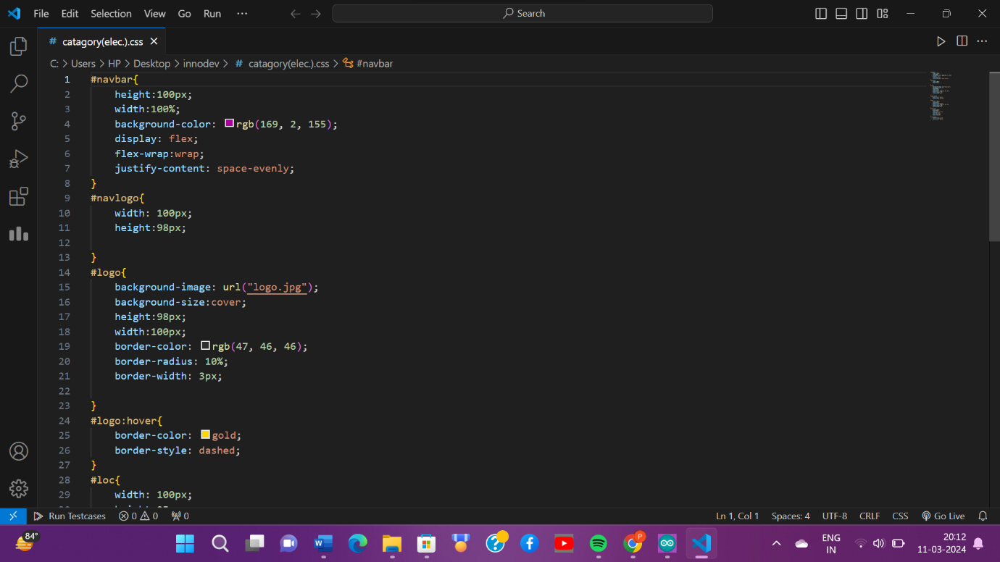 File Edit Selection View Go Run ···
Search
# catagory(elec.).css
C: > Users > HP > Desktop > innodev > # catagory(elec.).css > #navbar
1 #navbar{
2 height:100px;
3 width:100%;
4 background-color: rgb(169, 2, 155);
5 display: flex;
6 flex-wrap:wrap;
7 justify-content: space-evenly;
8 }
9 #navlogo{
10 width: 100px;
11 height:98px;
12
13 }
14 #logo{
15 background-image: url("logo.jpg");
16 background-size:cover;
17 height:98px;
18 width:100px;
19 border-color: rgb(47, 46, 46);
20 border-radius: 10%;
21 border-width: 3px;
22
23 }
24 #logo:hover{
25 border-color: gold;
26 border-style: dashed;
27 }
28 #loc{
29 width: 100px;
Run Testcases 0 0 0 Ln 1, Col 1 Spaces: 4 UTF-8 CRLF CSS Go Live
84°
P
ENG
IN
20:12
11-03-2024